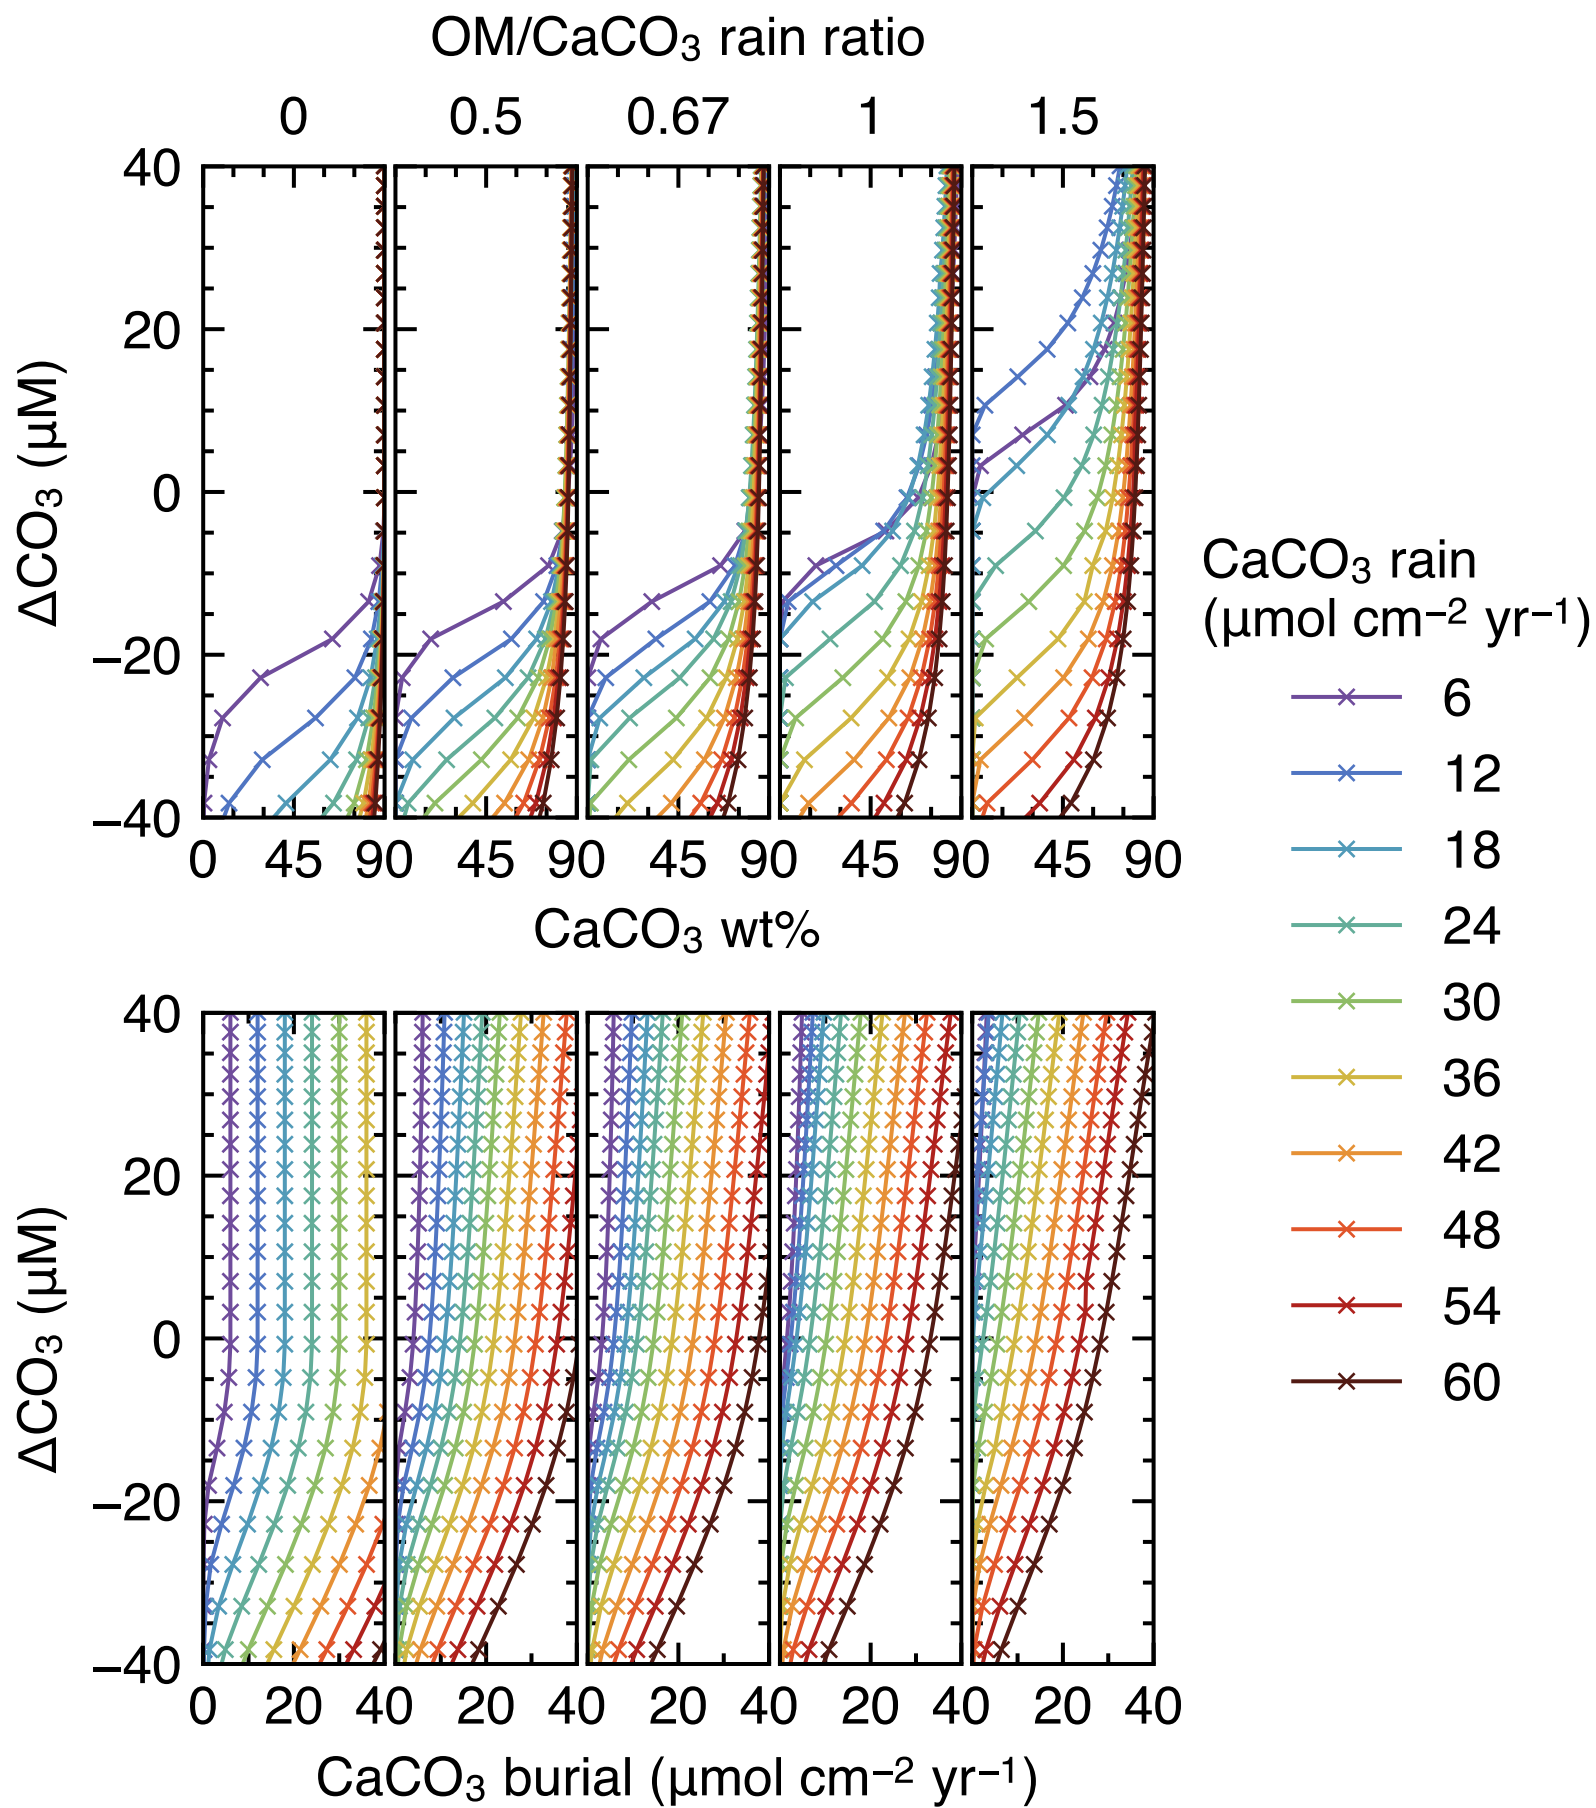 OM/CaCO₃ rain ratio
0 0.5 0.67 1 1.5
40
20
0
−20
−40
ΔCO₃ (μM)
0 45 90 45 90 45 90 45 90 45 90
CaCO₃ wt%
CaCO₃ rain
(μmol cm⁻² yr⁻¹)
6
12
18
24
30
36
42
48
54
60
40
20
0
−20
−40
ΔCO₃ (μM)
0 20 40 20 40 20 40 20 40 20 40
CaCO₃ burial (μmol cm⁻² yr⁻¹)